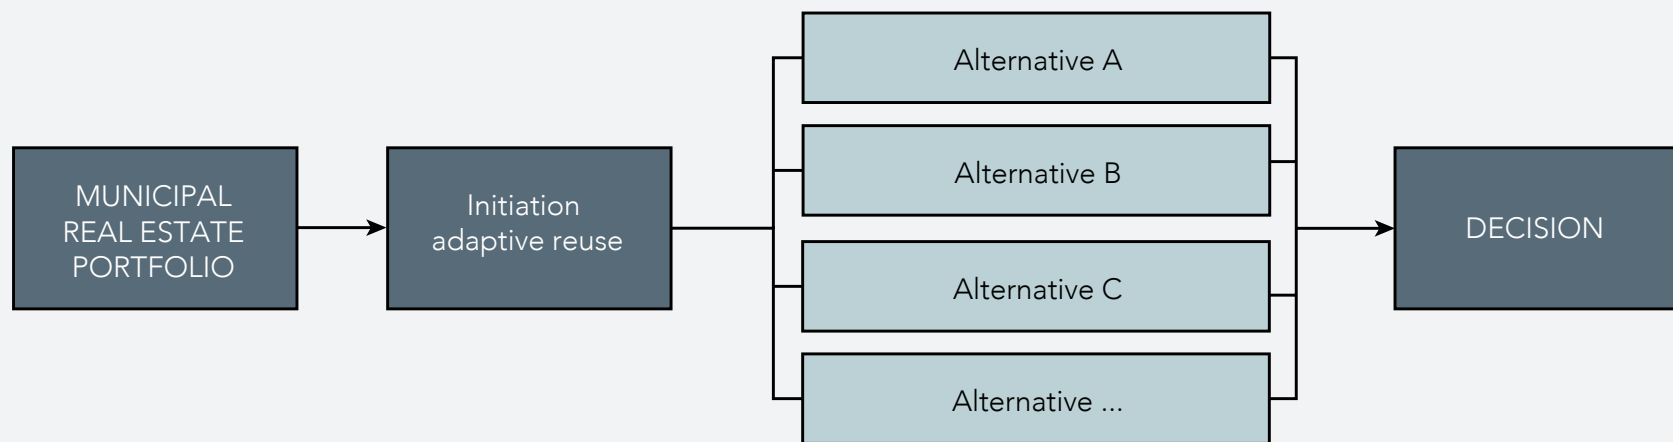 MUNICIPAL
REAL ESTATE
PORTFOLIO
Initiation
adaptive reuse
Alternative A
Alternative B
Alternative C
Alternative ...
DECISION